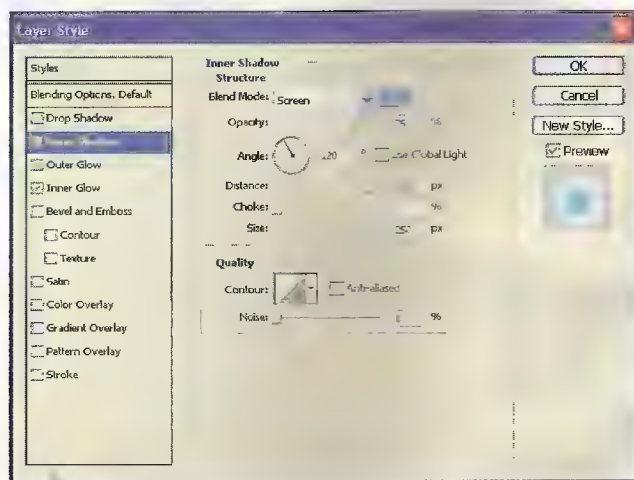 Layer Style
Styles
Blending Options, Default
Drop Shadow
Outer Glow
Inner Glow
Bevel and Emboss
Contour
Texture
Satin
Color Overlay
Gradient Overlay
Pattern Overlay
Stroke
Inner Shadow
Structure
Blend Mode: Screen
Opacity: %
Angle: ° Use Global Light
Distance: px
Choke: %
Size: px
Quality
Contour: Anti-aliased
Noise: %
OK
Cancel
New Style...
Preview